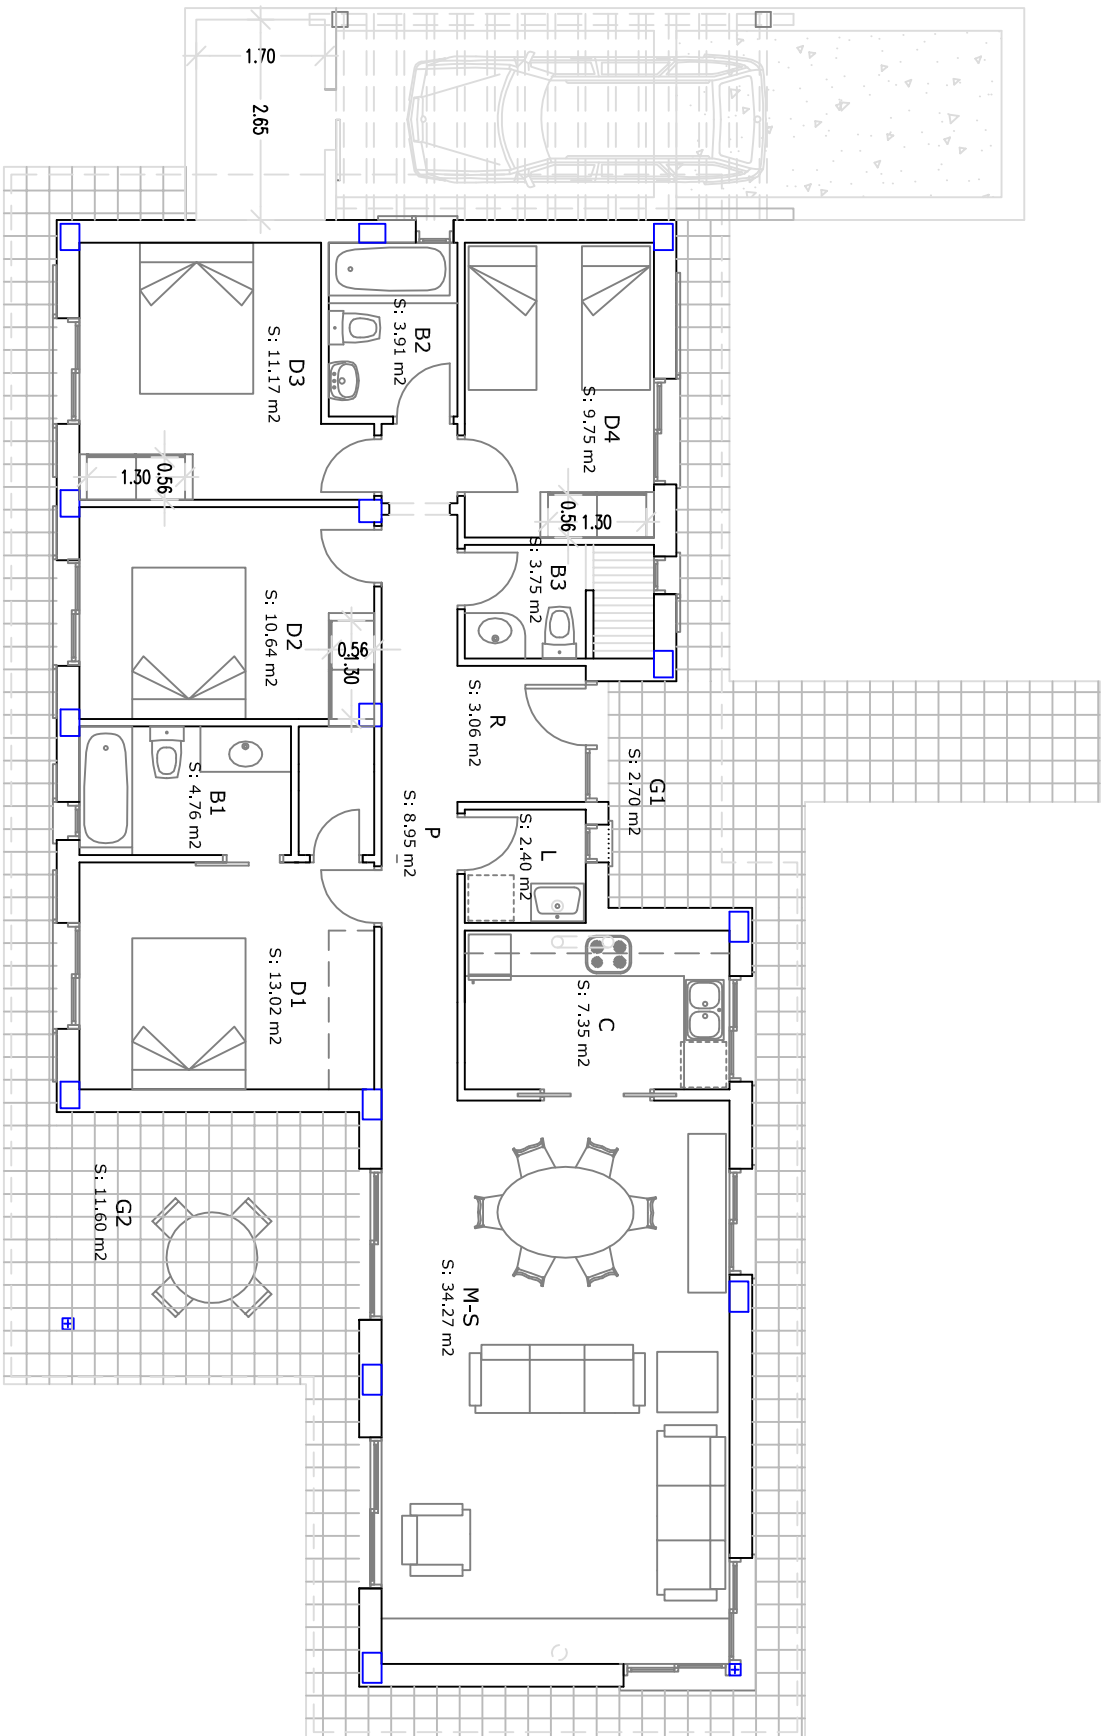 1.70
2.65
B2
S: 3.91 m2
D3
S: 11.17 m2
D4
S: 9.75 m2
1.30
0.56
0.56
1.30
B3
S: 3.75 m2
D2
S: 10.64 m2
0.56
1.30
R
S: 3.06 m2
G1
S: 2.70 m2
B1
S: 4.76 m2
P
S: 8.95 m2
L
S: 2.40 m2
D1
S: 13.02 m2
C
S: 7.35 m2
G2
S: 11.60 m2
M-S
S: 34.27 m2